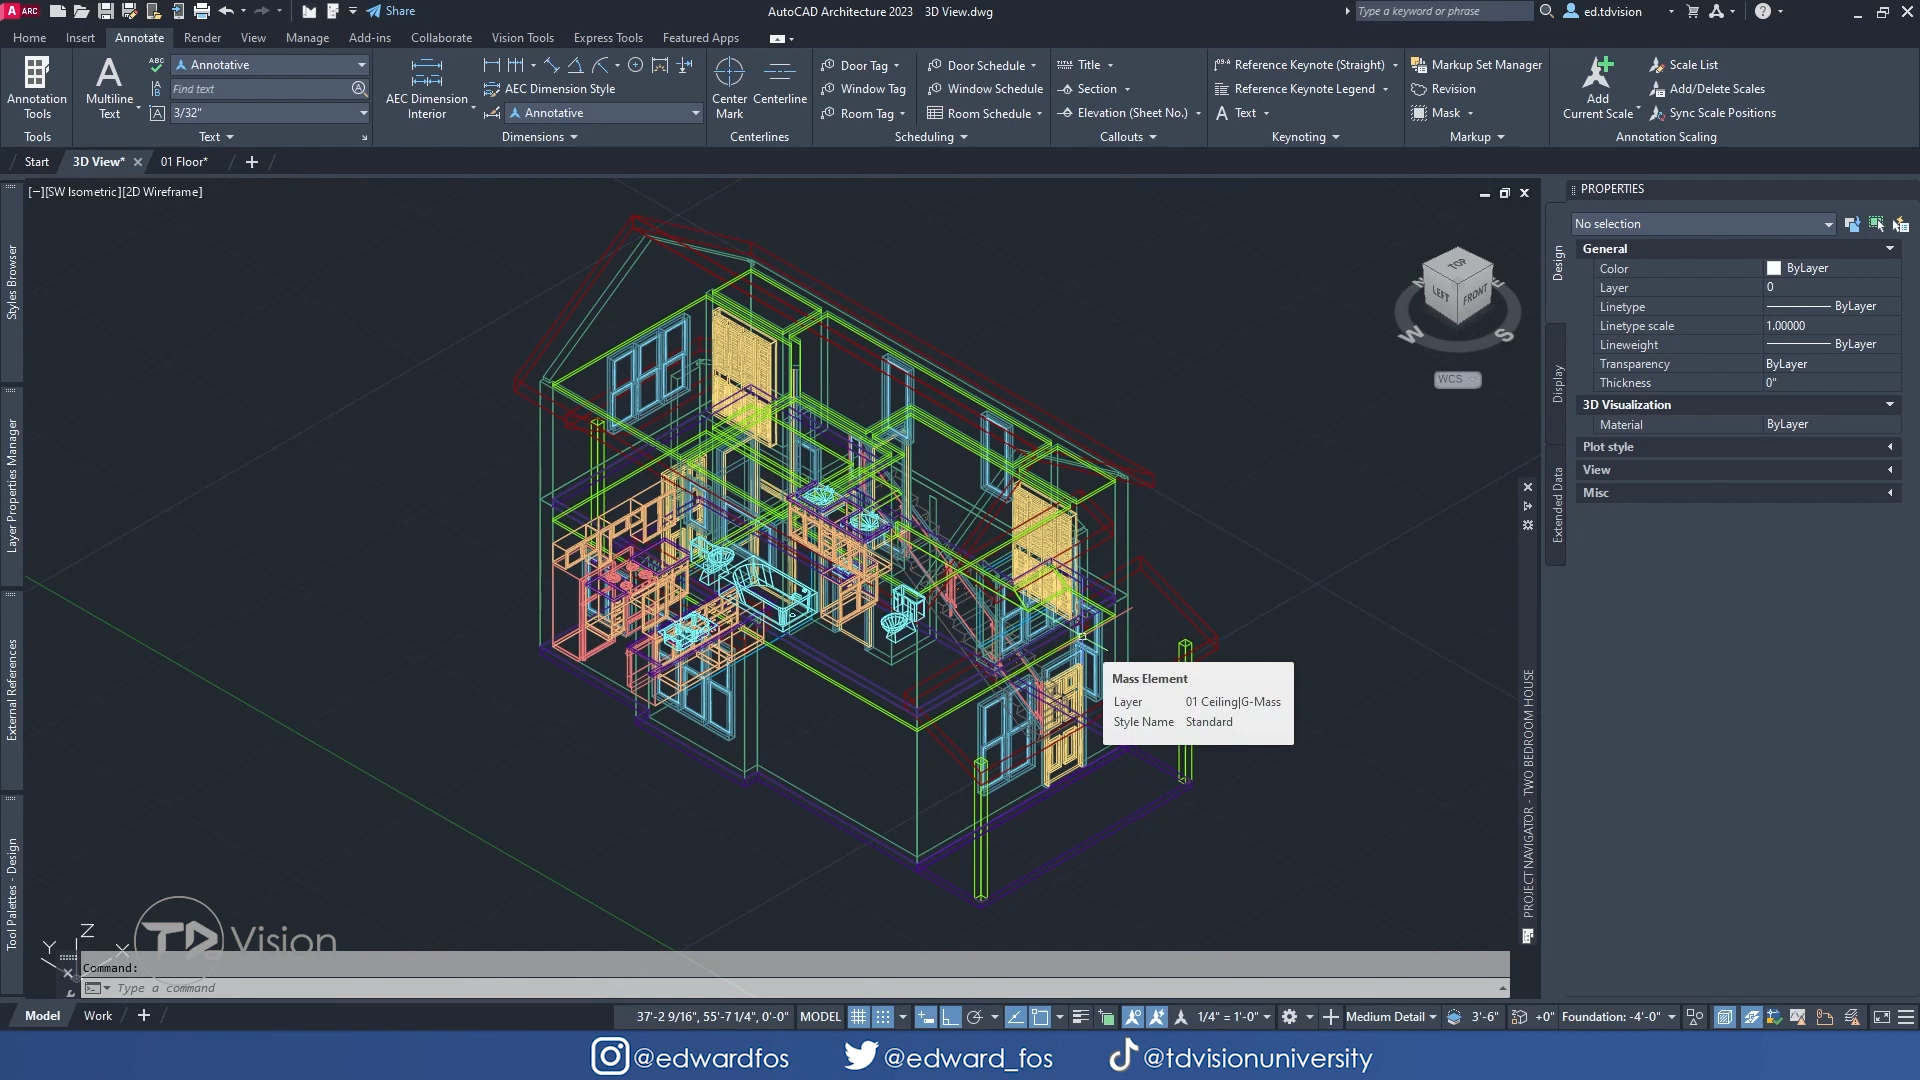 ARC
Share
AutoCAD Architecture 2023 3D View.dwg
Type a keyword or phrase
ed.tdvision
Home Insert Annotate Render View Manage Add-ins Collaborate Vision Tools Express Tools Featured Apps
Annotation
Tools
Tools
Multiline
Text
ABC
Annotative
Find text
3/32"
Text
AEC Dimension
Interior
AEC Dimension Style
Annotative
Dimensions
Center
Mark
Centerline
Centerlines
Door Tag
Window Tag
Room Tag
Door Schedule
Window Schedule
Room Schedule
Scheduling
Title
Section
Elevation (Sheet No.)
Callouts
Reference Keynote (Straight)
Reference Keynote Legend
Text
Keynoting
Markup Set Manager
Revision
Mask
Markup
Add
Current Scale
Scale List
Add/Delete Scales
Sync Scale Positions
Annotation Scaling
Start 3D View* 01 Floor*
[−][SW Isometric][2D Wireframe]
Styles Browser
Layer Properties Manager
External References
Tool Palettes - Design
TOP
LEFT
FRONT
W
S
WCS
Mass Element
Layer 01 Ceiling|G-Mass
Style Name Standard
PROJECT NAVIGATOR - TWO BEDROOM HOUSE
PROPERTIES
No selection
Design
Display
Extended Data
General
Color ByLayer
Layer 0
Linetype ByLayer
Linetype scale 1.00000
Lineweight ByLayer
Transparency ByLayer
Thickness 0"
3D Visualization
Material ByLayer
Plot style
View
Misc
TD Vision
Z
Y
X
Command:
Type a command
Model Work
37'-2 9/16", 55'-7 1/4", 0'-0" MODEL 1/4" = 1'-0" Medium Detail 3'-6" +0" Foundation: -4'-0"
@edwardfos @edward_fos @tdvisionuniversity